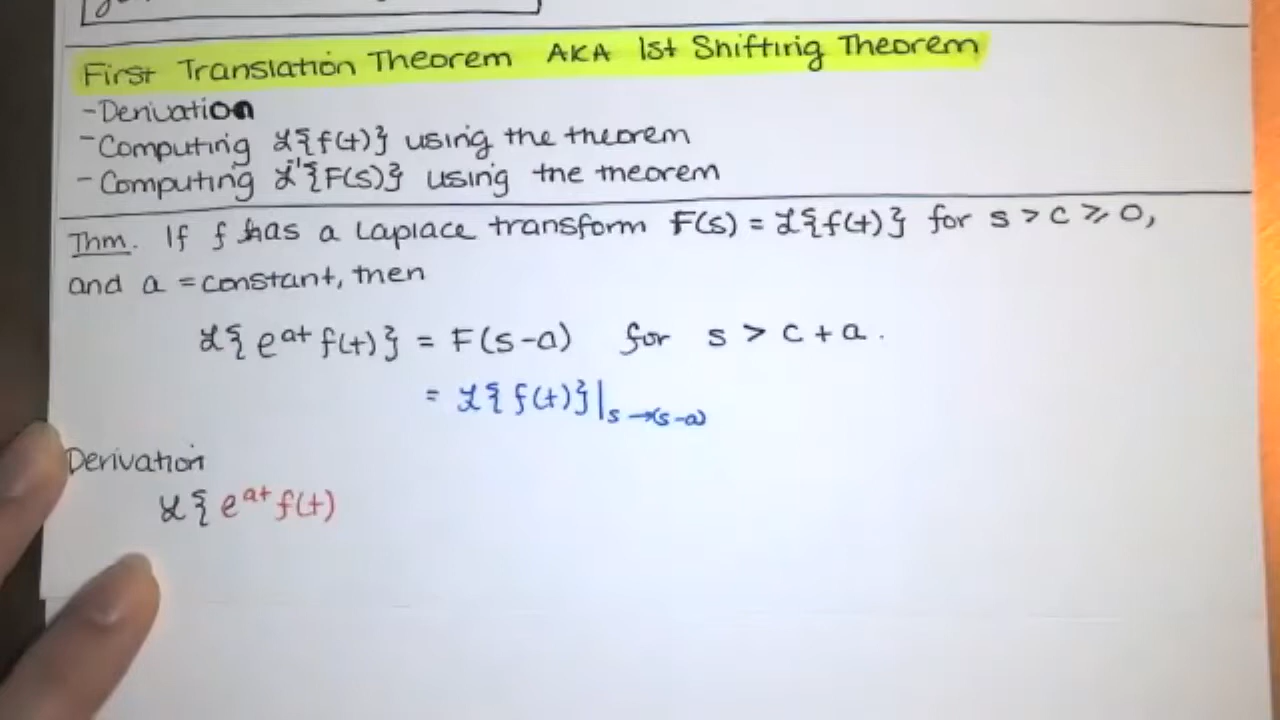 First Translation Theorem AKA 1st Shifting Theorem
- Derivation
- Computing ℒ{f(t)} using the theorem
- Computing ℒ⁻¹{F(s)} using the theorem
Thm. If f has a Laplace transform F(s) = ℒ{f(t)} for s > c ≥ 0,
and a = constant, then
ℒ{e^{at} f(t)} = F(s-a) for s > c + a.
= ℒ{f(t)}|_{s→(s-a)}
Derivation
ℒ{e^{at} f(t)